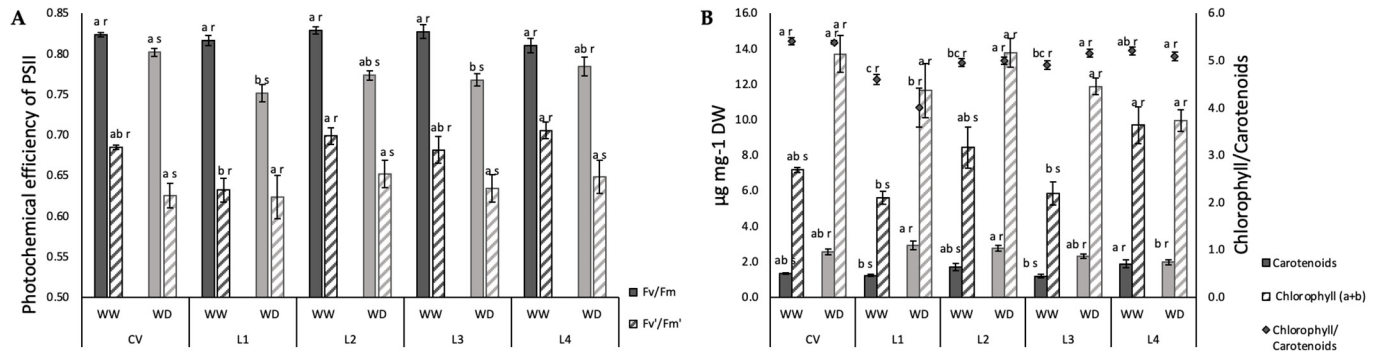 A
Photochemical efficiency of PSII
0.85
0.80
0.75
0.70
0.65
0.60
0.55
0.50
a r
ab r
a s
a s
a r
b r
b s
a r
a r
a r
ab s
a s
a r
ab r
b s
a s
a r
a r
ab r
a s
WW WD WW WD WW WD WW WD WW WD
CV L1 L2 L3 L4
Fv/Fm
Fv'/Fm'
B
µg mg-1 DW
16.0
14.0
12.0
10.0
8.0
6.0
4.0
2.0
0.0
a r
ab s
ab s
a r
a r
ab r
c r
b s
b s
b r
a r
a r
bc r
ab s
ab s
a r
a r
a r
bc r
b s
b s
a r
a r
ab r
ab r
a r
a r
a r
a r
b r
6.0
5.0
4.0
3.0
2.0
1.0
0.0
Chlorophyll/Carotenoids
WW WD WW WD WW WD WW WD WW WD
CV L1 L2 L3 L4
Carotenoids
Chlorophyll (a+b)
Chlorophyll/
Carotenoids